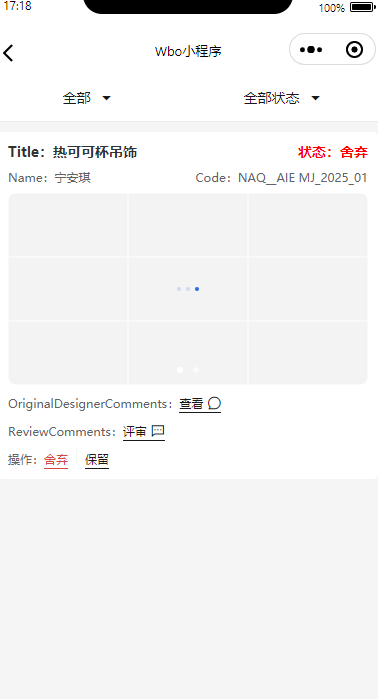 17:18 100%
Wbo小程序
全部 全部状态
Title：热可可杯吊饰 状态：舍弃
Name：宁安琪 Code：NAQ__AIE MJ_2025_01
OriginalDesignerComments：查看
ReviewComments：评审
操作：舍弃 保留